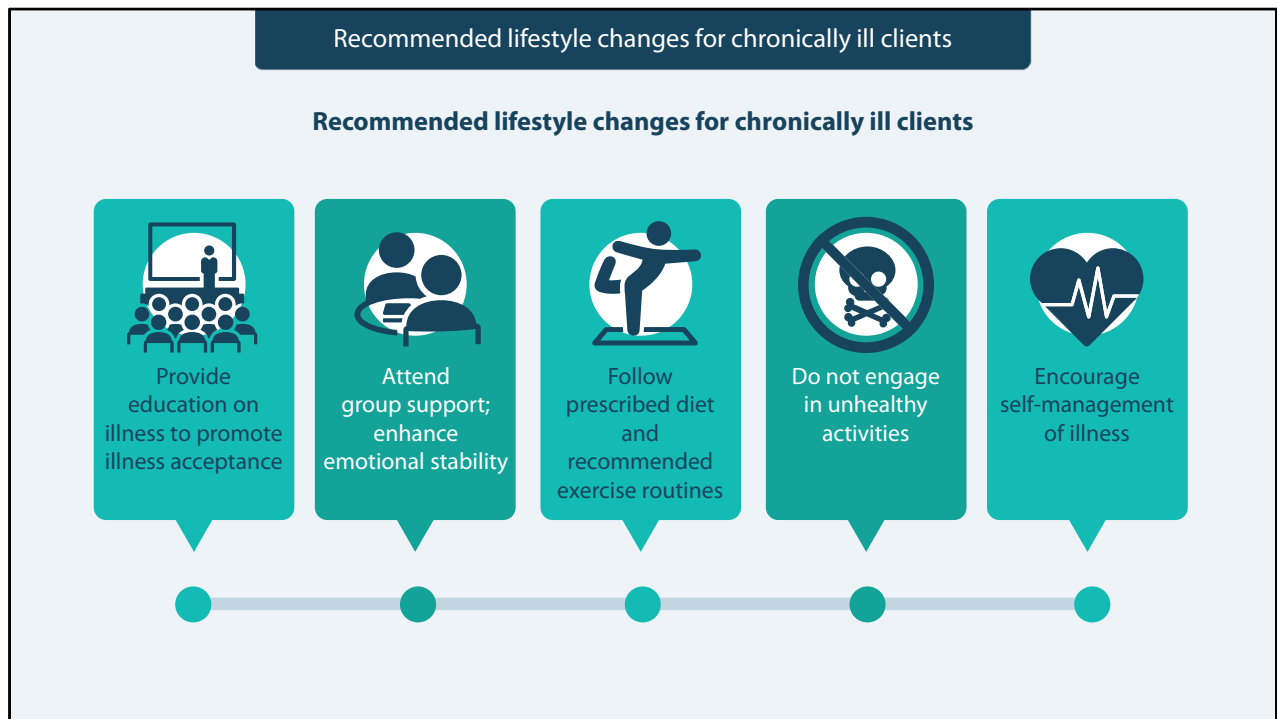 Recommended lifestyle changes for chronically ill clients
Recommended lifestyle changes for chronically ill clients
Provide
education on
illness to promote
illness acceptance
Attend
group support;
enhance
emotional stability
Follow
prescribed diet
and
recommended
exercise routines
Do not engage
in unhealthy
activities
Encourage
self-management
of illness